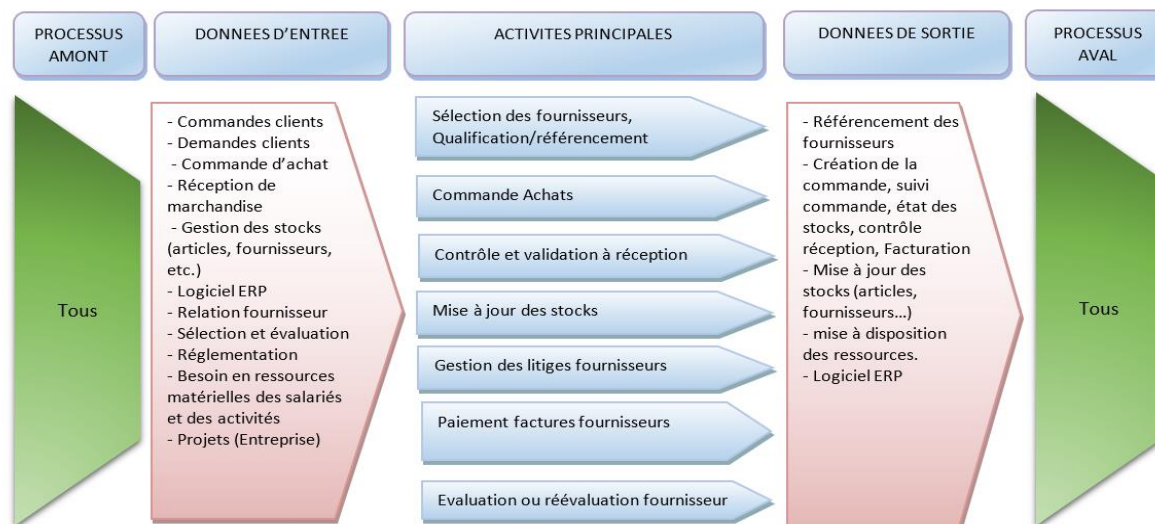 PROCESSUS
AMONT
DONNEES D'ENTREE
ACTIVITES PRINCIPALES
DONNEES DE SORTIE
PROCESSUS
AVAL
Tous
- Commandes clients
- Demandes clients
- Commande d'achat
- Réception de
marchandise
- Gestion des stocks
(articles, fournisseurs,
etc.)
- Logiciel ERP
- Relation fournisseur
- Sélection et évaluation
- Réglementation
- Besoin en ressources
matérielles des salariés
et des activités
- Projets (Entreprise)
Sélection des fournisseurs,
Qualification/référencement
Commande Achats
Contrôle et validation à réception
Mise à jour des stocks
Gestion des litiges fournisseurs
Paiement factures fournisseurs
Evaluation ou réévaluation fournisseur
- Référencement des
fournisseurs
- Création de la
commande, suivi
commande, état des
stocks, contrôle
réception, Facturation
- Mise à jour des
stocks (articles,
fournisseurs...)
- mise à disposition
des ressources.
- Logiciel ERP
Tous